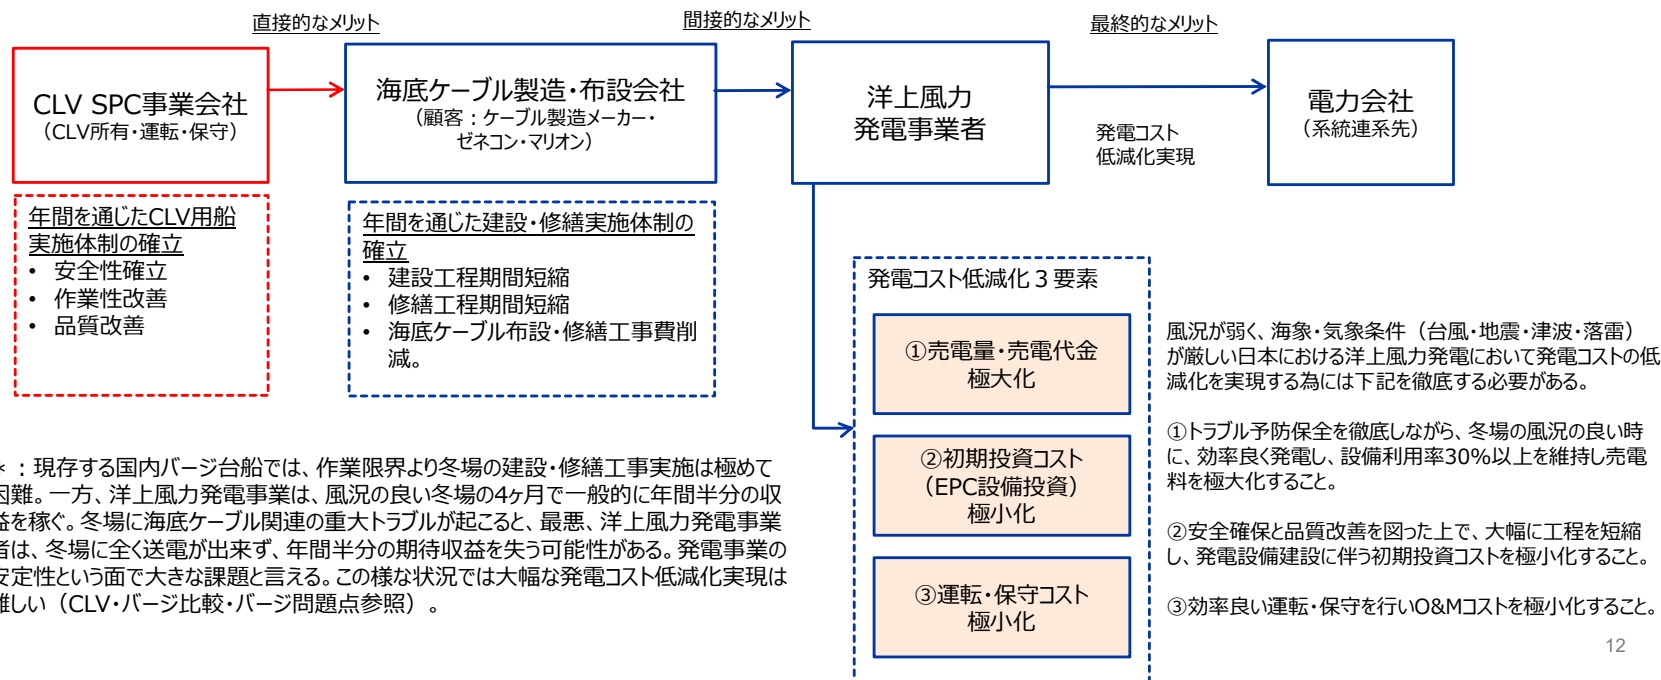 直接的なメリット
間接的なメリット
最終的なメリット
CLV SPC事業会社
（CLV所有・運転・保守）
海底ケーブル製造・布設会社
（顧客：ケーブル製造メーカー・
ゼネコン・マリオン）
洋上風力
発電事業者
発電コスト
低減化実現
電力会社
（系統連系先）
年間を通じたCLV用船
実施体制の確立
• 安全性確立
• 作業性改善
• 品質改善
年間を通じた建設・修繕実施体制の
確立
• 建設工程期間短縮
• 修繕工程期間短縮
• 海底ケーブル布設・修繕工事費削
減。
発電コスト低減化３要素
①売電量・売電代金
極大化
②初期投資コスト
（EPC設備投資）
極小化
③運転・保守コスト
極小化
風況が弱く、海象・気象条件（台風・地震・津波・落雷）
が厳しい日本における洋上風力発電において発電コストの低
減化を実現する為には下記を徹底する必要がある。
①トラブル予防保全を徹底しながら、冬場の風況の良い時
に、効率良く発電し、設備利用率30%以上を維持し売電
料を極大化すること。
②安全確保と品質改善を図った上で、大幅に工程を短縮
し、発電設備建設に伴う初期投資コストを極小化すること。
③効率良い運転・保守を行いO&Mコストを極小化すること。
*：現存する国内バージ台船では、作業限界より冬場の建設・修繕工事実施は極めて
困難。一方、洋上風力発電事業は、風況の良い冬場の4ヶ月で一般的に年間半分の収
益を稼ぐ。冬場に海底ケーブル関連の重大トラブルが起こると、最悪、洋上風力発電事業
者は、冬場に全く送電が出来ず、年間半分の期待収益を失う可能性がある。発電事業の
安定性という面で大きな課題と言える。この様な状況では大幅な発電コスト低減化実現は
難しい（CLV・バージ比較・バージ問題点参照）。
12